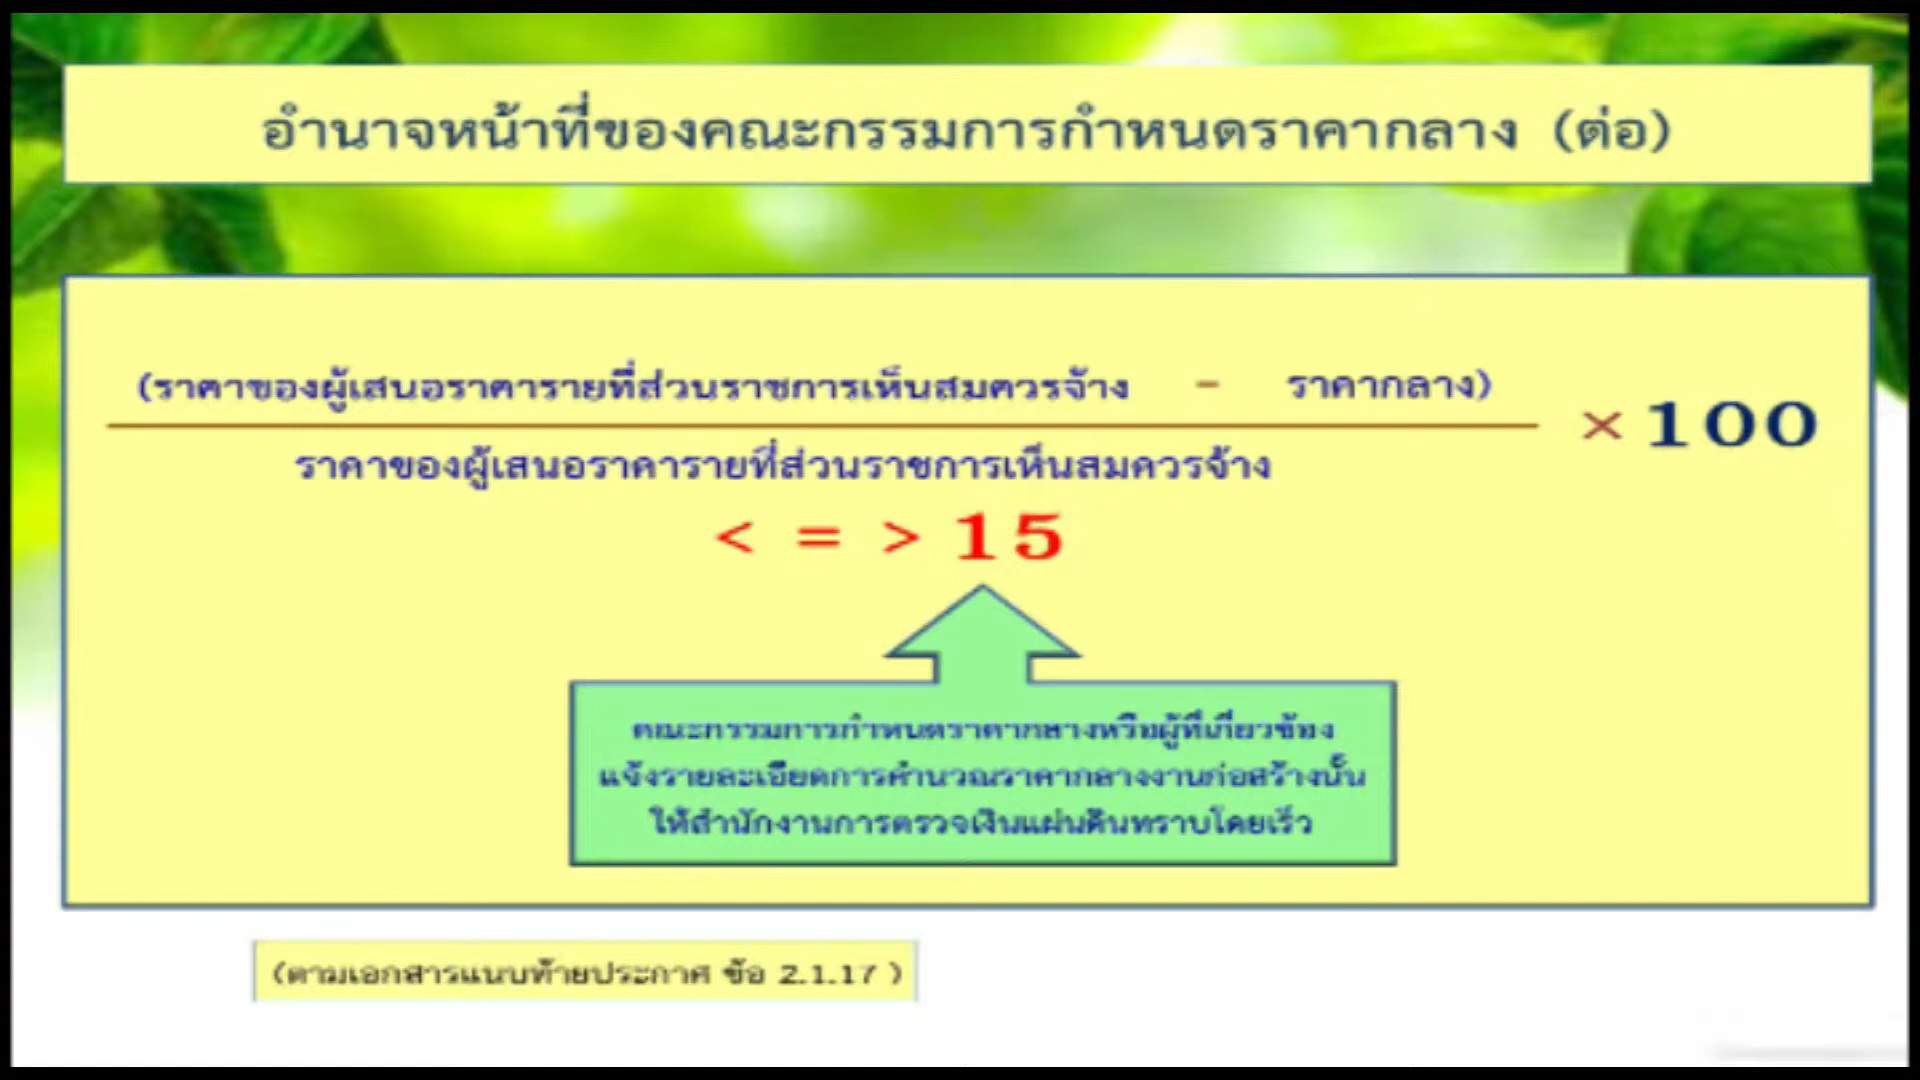 อำนาจหน้าที่ของคณะกรรมการกำหนดราคากลาง (ต่อ)
(ราคาของผู้เสนอราคารายที่ส่วนราชการเห็นสมควรจ้าง - ราคากลาง)
× 100
ราคาของผู้เสนอราคารายที่ส่วนราชการเห็นสมควรจ้าง
< = > 15
คณะกรรมการกำหนดราคากลางหรือผู้ที่เกี่ยวข้อง
แจ้งรายละเอียดการคำนวณราคากลางงานก่อสร้างนั้น
ให้สำนักงานการตรวจเงินแผ่นดินทราบโดยเร็ว
(ตามเอกสารแนบท้ายประกาศ ข้อ 2.1.17 )